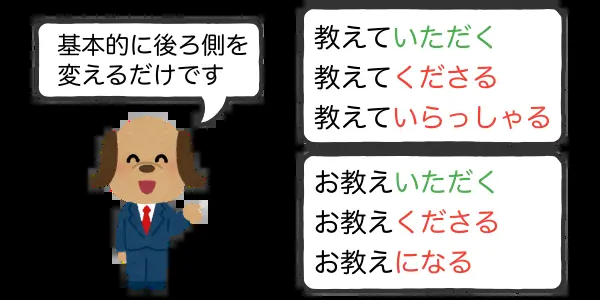 基本的に後ろ側を
変えるだけです
教えていただく
教えてくださる
教えていらっしゃる
お教えいただく
お教えくださる
お教えになる